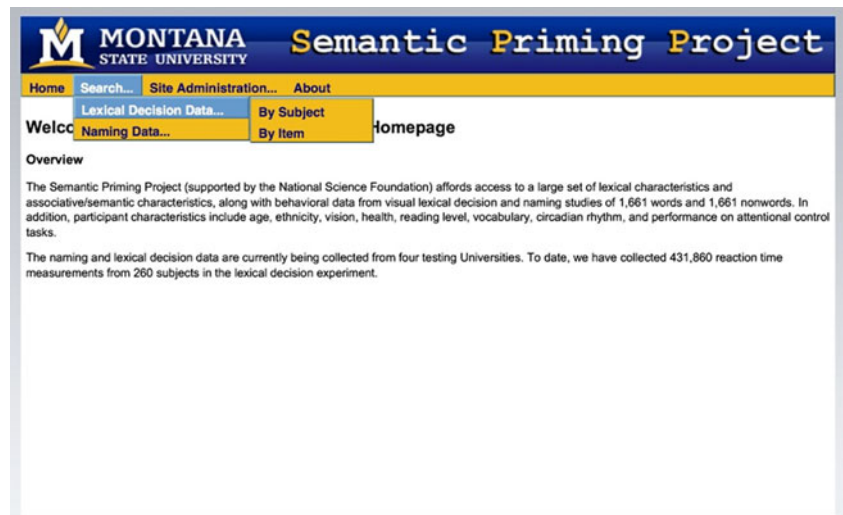 MONTANA
STATE UNIVERSITY
Semantic Priming Project
Home Search... Site Administration... About
Lexical Decision Data... By Subject
Naming Data... By Item
Welc Homepage
Overview
The Semantic Priming Project (supported by the National Science Foundation) affords access to a large set of lexical characteristics and
associative/semantic characteristics, along with behavioral data from visual lexical decision and naming studies of 1,661 words and 1,661 nonwords. In
addition, participant characteristics include age, ethnicity, vision, health, reading level, vocabulary, circadian rhythm, and performance on attentional control
tasks.
The naming and lexical decision data are currently being collected from four testing Universities. To date, we have collected 431,860 reaction time
measurements from 260 subjects in the lexical decision experiment.